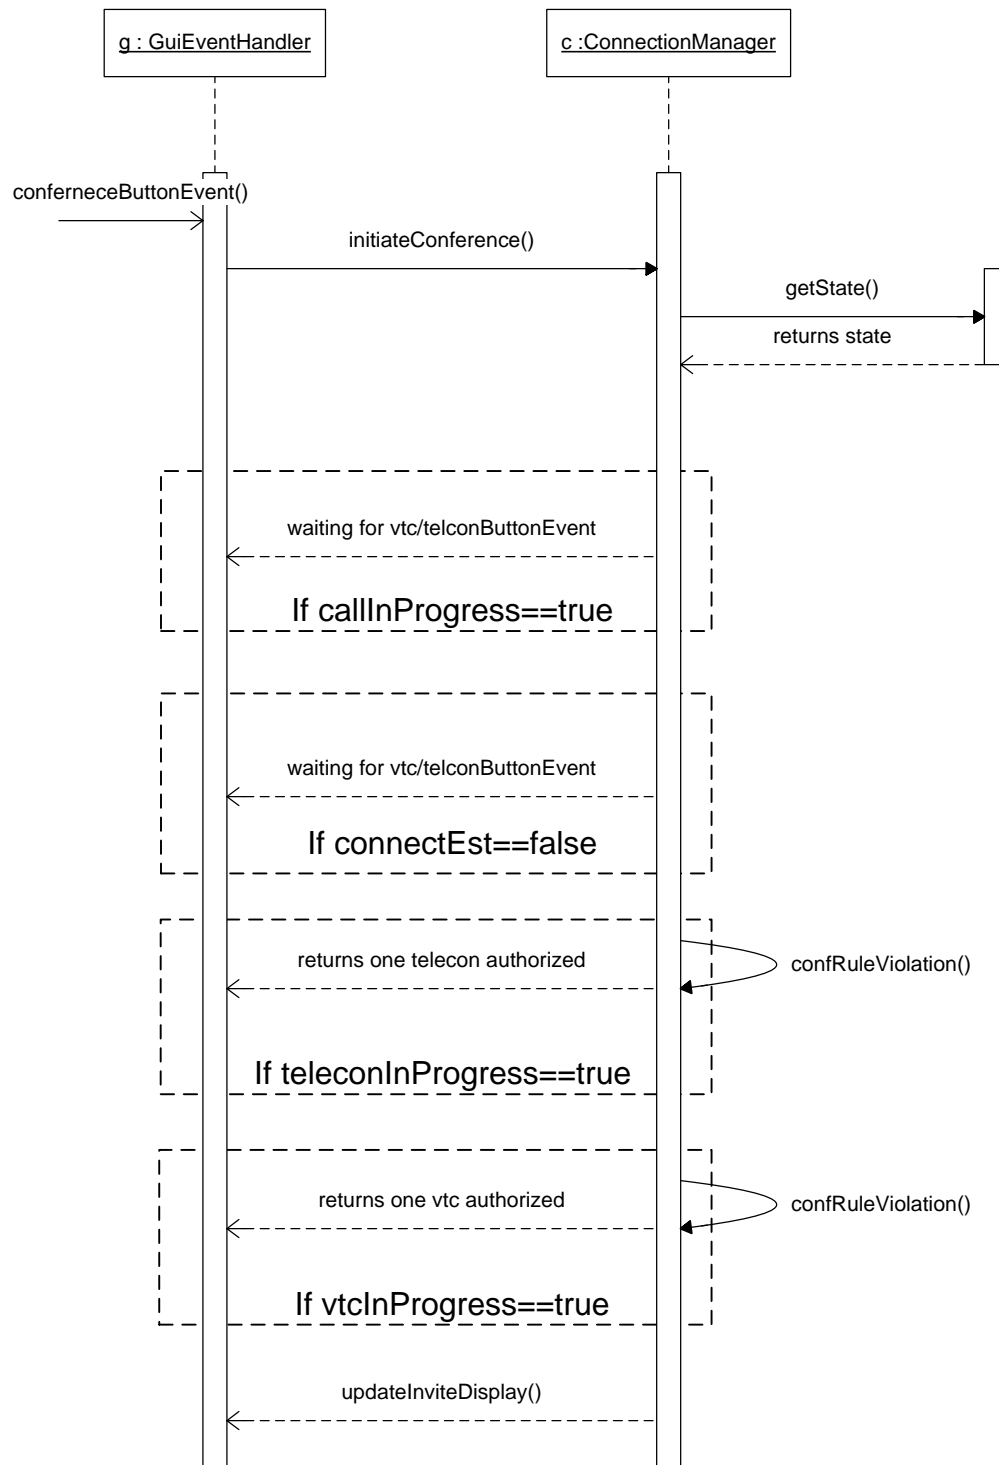 g : GuiEventHandler
c :ConnectionManager
conferneceButtonEvent()
initiateConference()
getState()
returns state
waiting for vtc/telconButtonEvent
If callInProgress==true
waiting for vtc/telconButtonEvent
If connectEst==false
returns one telecon authorized
confRuleViolation()
If teleconInProgress==true
returns one vtc authorized
confRuleViolation()
If vtcInProgress==true
updateInviteDisplay()